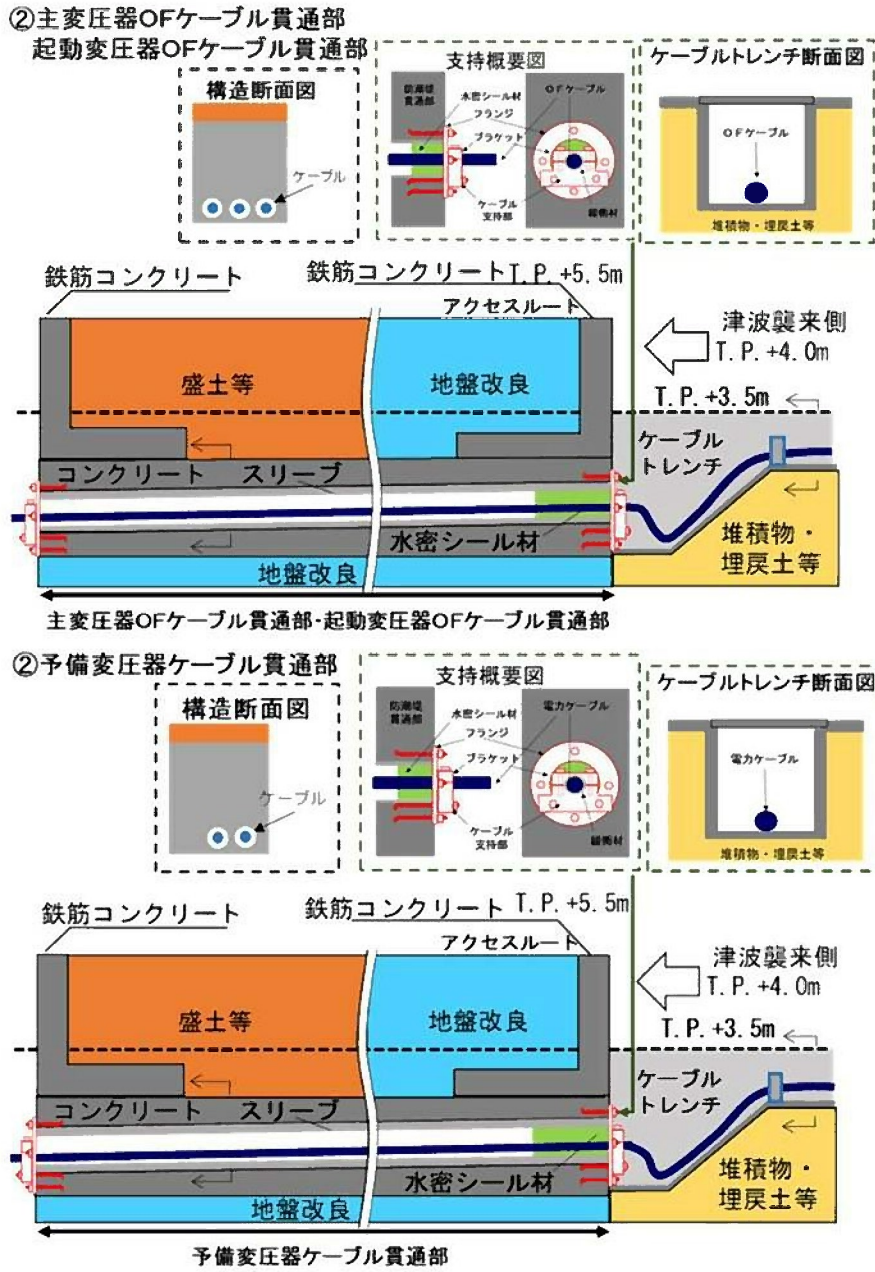 ②主変圧器OFケーブル貫通部
起動変圧器OFケーブル貫通部
構造断面図
ケーブル
支持概要図
防潮堤
貫通部
水密シール材
OFケーブル
フランジ
ブラケット
ケーブル
支持部
緩衝材
ケーブルトレンチ断面図
OFケーブル
堆積物・埋戻土等
鉄筋コンクリート
鉄筋コンクリート
T.P.+5.5m
アクセスルート
津波襲来側
T.P.+4.0m
T.P.+3.5m
盛土等
地盤改良
ケーブル
トレンチ
コンクリート
スリーブ
水密シール材
堆積物・
埋戻土等
地盤改良
主変圧器OFケーブル貫通部・起動変圧器OFケーブル貫通部
②予備変圧器ケーブル貫通部
構造断面図
ケーブル
支持概要図
防潮堤
貫通部
水密シール材
電力ケーブル
フランジ
ブラケット
ケーブル
支持部
緩衝材
ケーブルトレンチ断面図
電力ケーブル
堆積物・埋戻土等
鉄筋コンクリート
鉄筋コンクリート
T.P.+5.5m
アクセスルート
津波襲来側
T.P.+4.0m
T.P.+3.5m
盛土等
地盤改良
ケーブル
トレンチ
コンクリート
スリーブ
水密シール材
堆積物・
埋戻土等
地盤改良
予備変圧器ケーブル貫通部